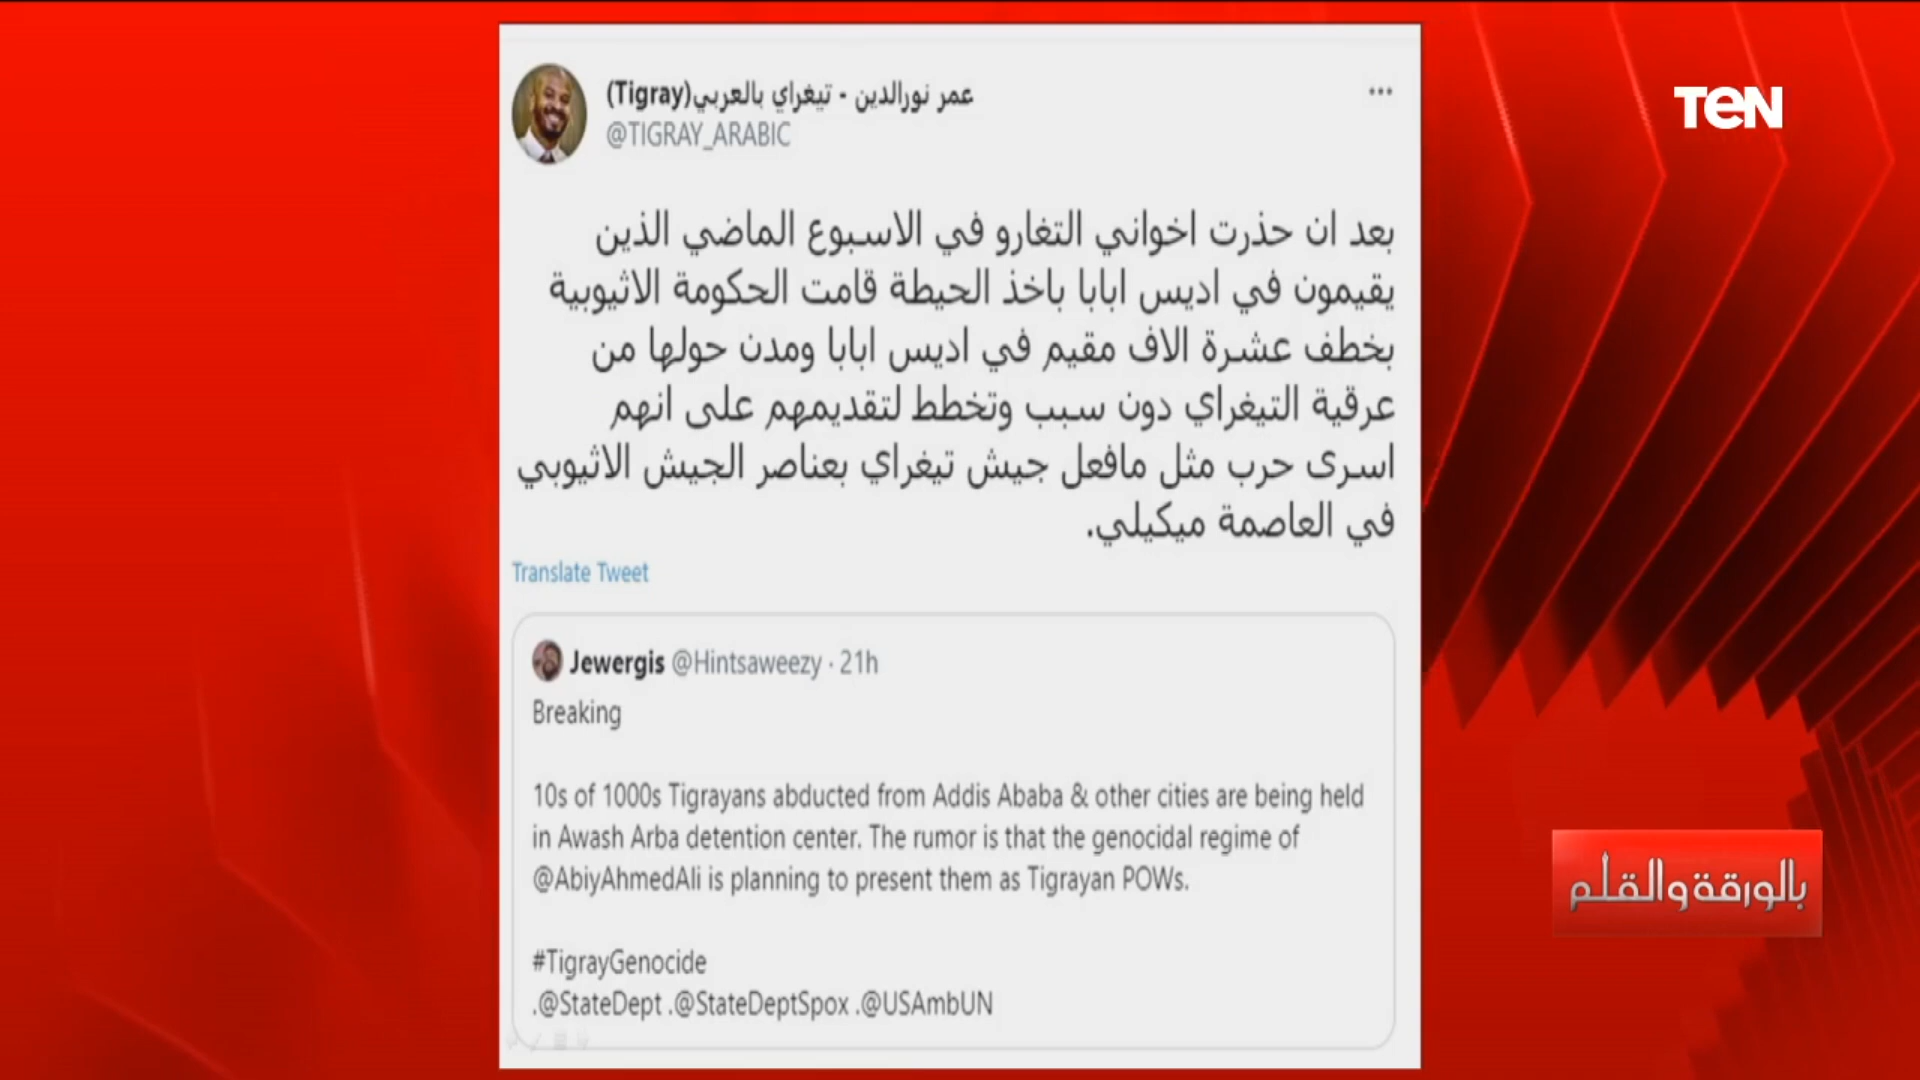 TeN
عمر نورالدين - تيغراي بالعربي(Tigray)
@TIGRAY_ARABIC
بعد ان حذرت اخواني التغارو في الاسبوع الماضي الذين
يقيمون في اديس ابابا باخذ الحيطة قامت الحكومة الاثيوبية
بخطف عشرة الاف مقيم في اديس ابابا ومدن حولها من
عرقية التيغراي دون سبب وتخطط لتقديمهم على انهم
اسرى حرب مثل مافعل جيش تيغراي بعناصر الجيش الاثيوبي
في العاصمة ميكيلي.
Translate Tweet
Jewergis @Hintsaweezy · 21h
Breaking
10s of 1000s Tigrayans abducted from Addis Ababa & other cities are being held
in Awash Arba detention center. The rumor is that the genocidal regime of
@AbiyAhmedAli is planning to present them as Tigrayan POWs.
#TigrayGenocide
.@StateDept .@StateDeptSpox .@USAmbUN
بالورقة والقلم